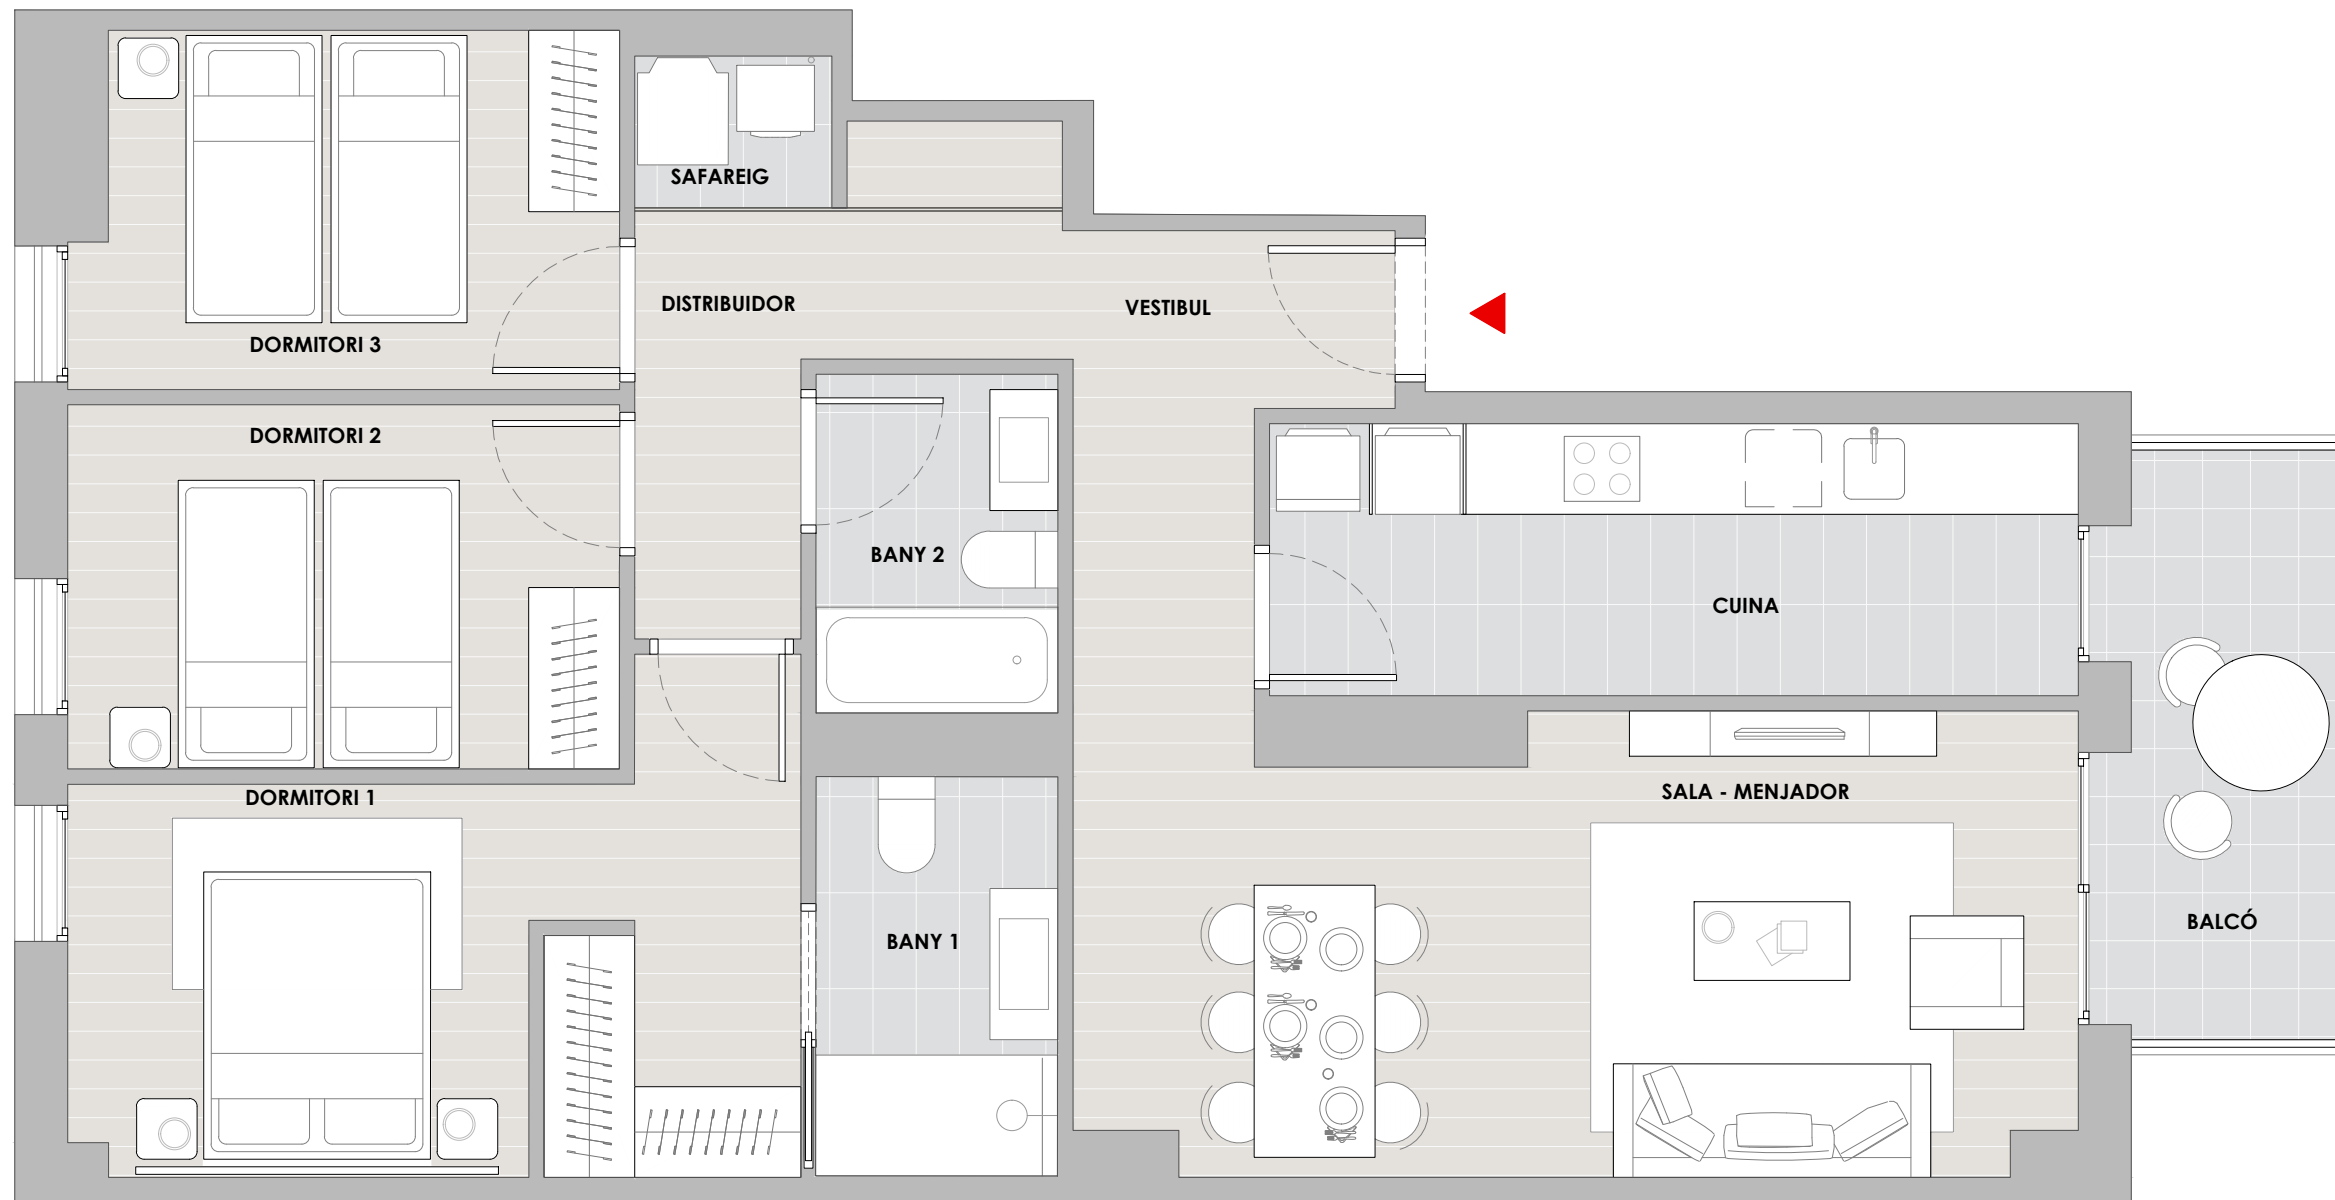 SAFAREIG
DISTRIBUIDOR
VESTIBUL
DORMITORI 3
DORMITORI 2
BANY 2
CUINA
DORMITORI 1
SALA - MENJADOR
BANY 1
BALCÓ